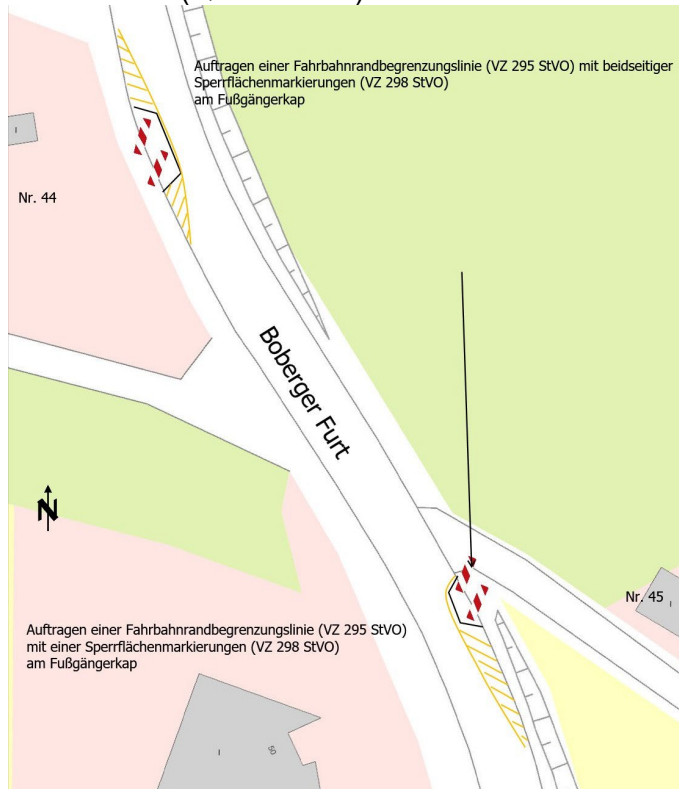 Auftragen einer Fahrbahnrandbegrenzungslinie (VZ 295 StVO) mit beidseitiger
Sperrflächenmarkierungen (VZ 298 StVO)
am Fußgängerkap
I
Nr. 44
Boberger Furt
N
Nr. 45
I
Auftragen einer Fahrbahnrandbegrenzungslinie (VZ 295 StVO)
mit einer Sperrflächenmarkierungen (VZ 298 StVO)
am Fußgängerkap
I
50